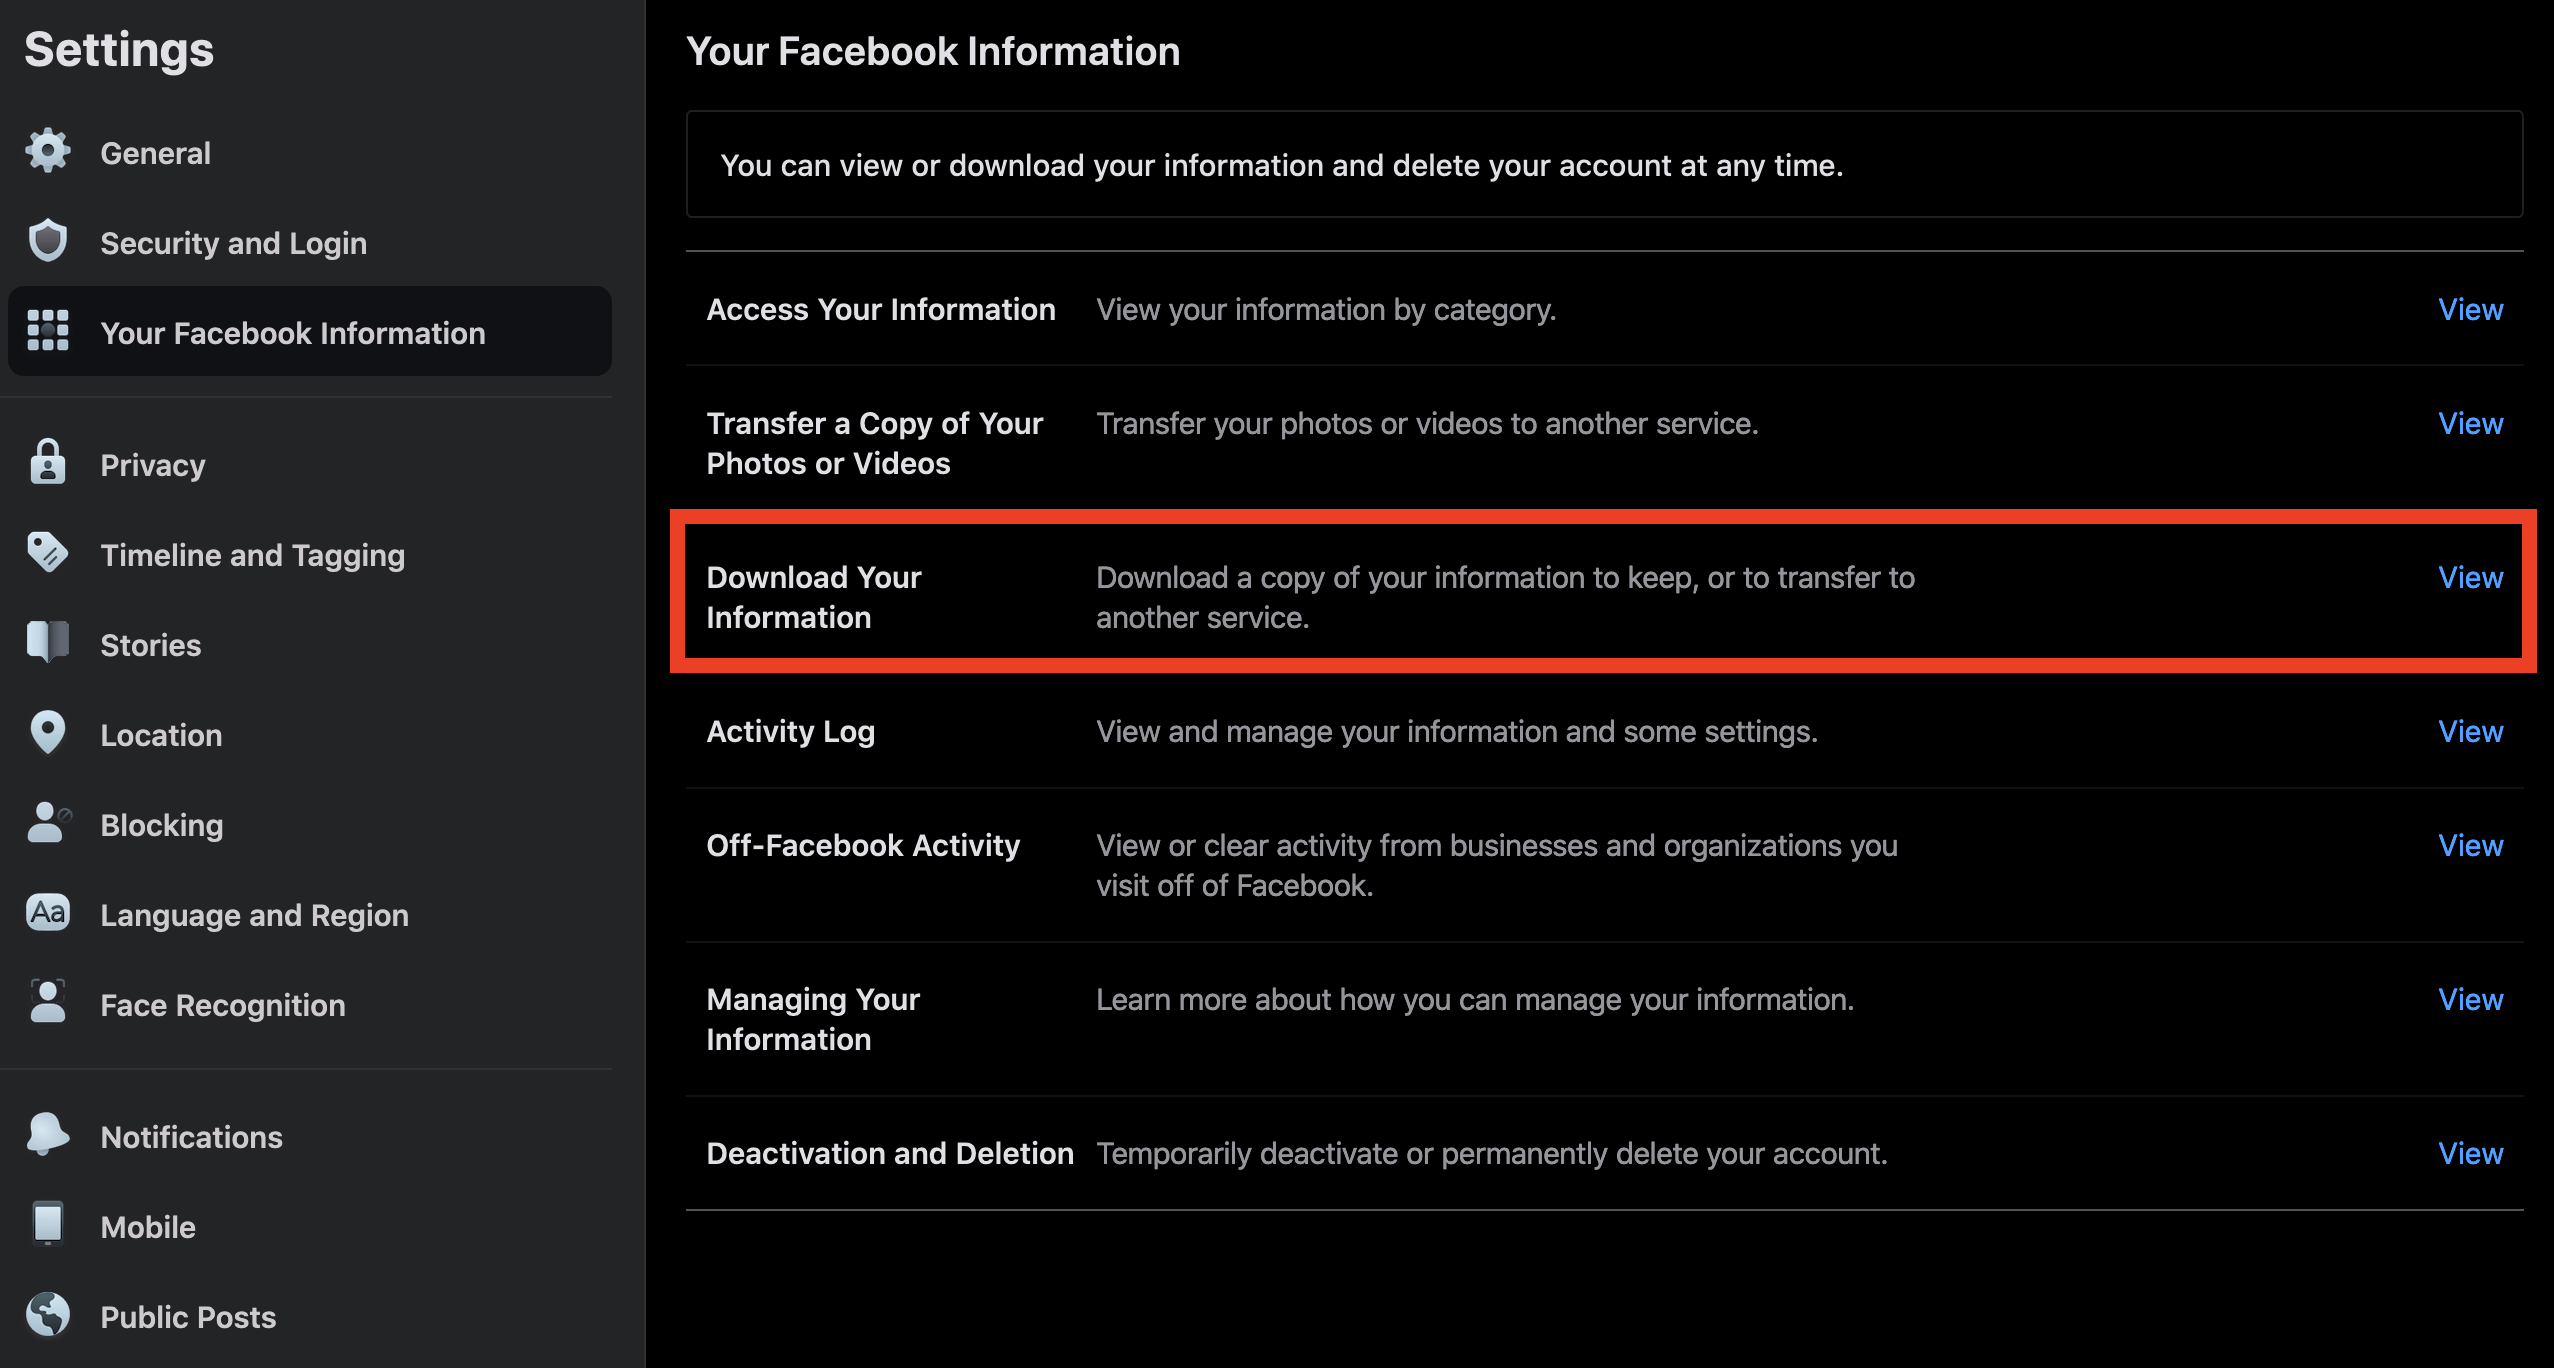 Settings
General
Security and Login
Your Facebook Information
Privacy
Timeline and Tagging
Stories
Location
Blocking
Aa
Language and Region
Face Recognition
Notifications
Mobile
Public Posts
Your Facebook Information
You can view or download your information and delete your account at any time.
Access Your Information View your information by category. View
Transfer a Copy of Your Transfer your photos or videos to another service. View
Photos or Videos
Download Your Download a copy of your information to keep, or to transfer to View
Information another service.
Activity Log View and manage your information and some settings. View
Off-Facebook Activity View or clear activity from businesses and organizations you View
visit off of Facebook.
Managing Your Learn more about how you can manage your information. View
Information
Deactivation and Deletion Temporarily deactivate or permanently delete your account. View